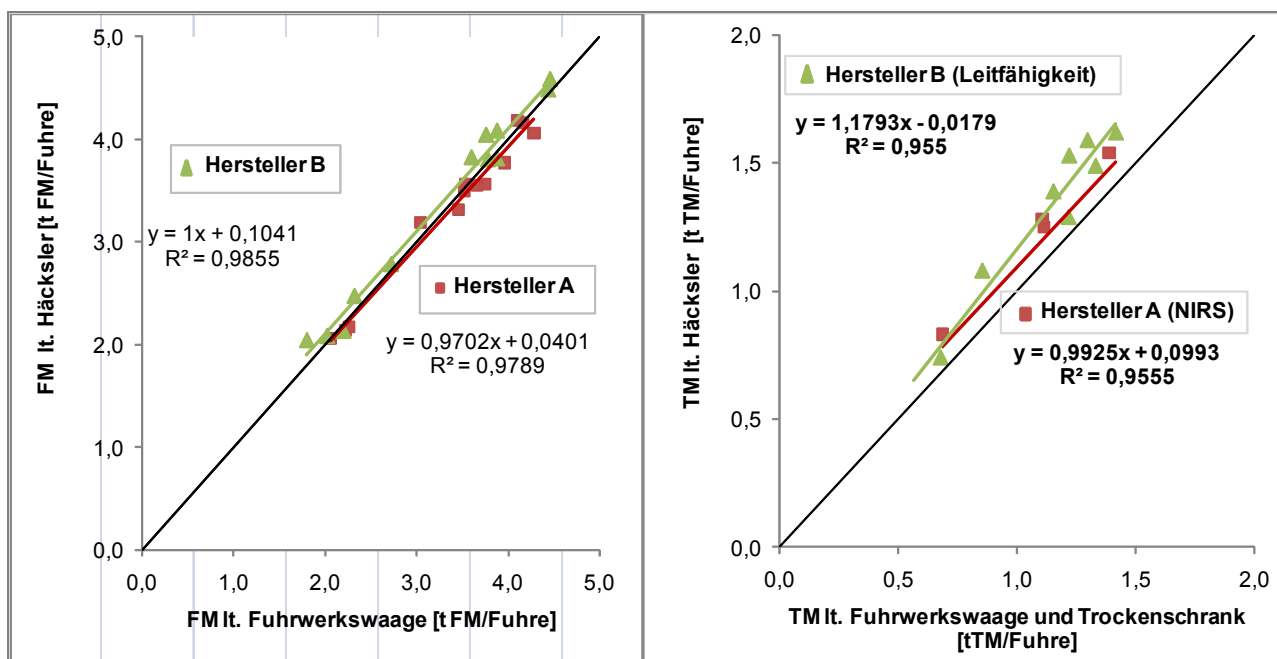 5,0
4,0
3,0
2,0
1,0
0,0
FM lt. Häcksler [t FM/Fuhre]
Hersteller B
y = 1x + 0,1041
R² = 0,9855
Hersteller A
y = 0,9702x + 0,0401
R² = 0,9789
0,0 1,0 2,0 3,0 4,0 5,0
FM lt. Fuhrwerkswaage [t FM/Fuhre]
2,0
1,5
1,0
0,5
0,0
TM lt. Häcksler [t TM/Fuhre]
Hersteller B (Leitfähigkeit)
y = 1,1793x - 0,0179
R² = 0,955
Hersteller A (NIRS)
y = 0,9925x + 0,0993
R² = 0,9555
0,0 0,5 1,0 1,5 2,0
TM lt. Fuhrwerkswaage und Trockenschrank
[tTM/Fuhre]